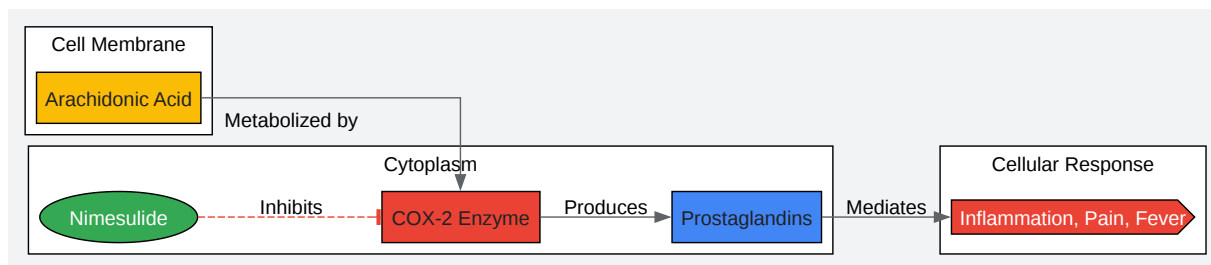 Cell Membrane
Arachidonic Acid
Metabolized by
Cytoplasm
Nimesulide
Inhibits
COX-2 Enzyme
Produces
Prostaglandins
Mediates
Cellular Response
Inflammation, Pain, Fever